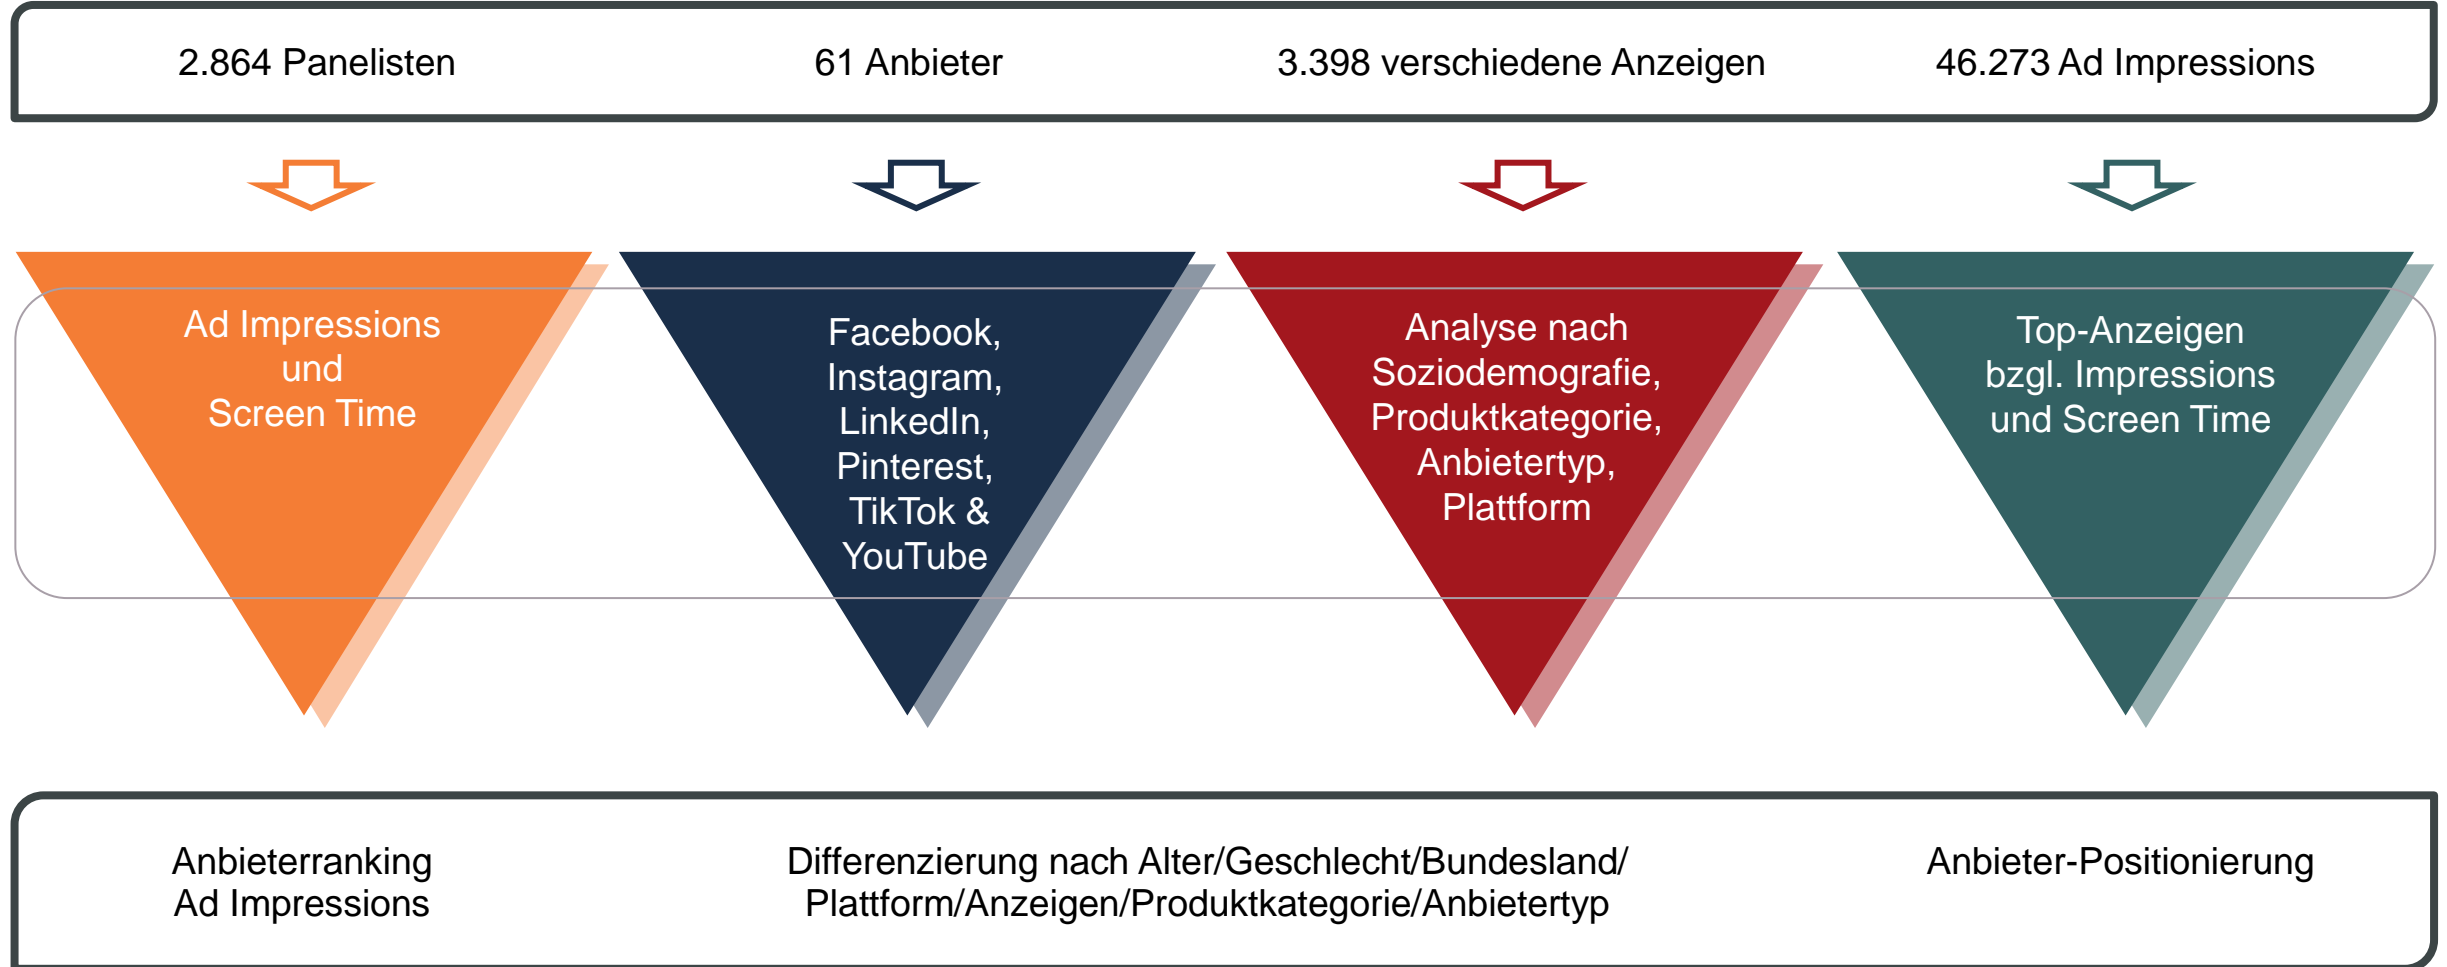 2.864 Panelisten
61 Anbieter
3.398 verschiedene Anzeigen
46.273 Ad Impressions
Ad Impressions
und
Screen Time
Facebook,
Instagram,
LinkedIn,
Pinterest,
TikTok &
YouTube
Analyse nach
Soziodemografie,
Produktkategorie,
Anbietertyp,
Plattform
Top-Anzeigen
bzgl. Impressions
und Screen Time
Anbieterranking
Ad Impressions
Differenzierung nach Alter/Geschlecht/Bundesland/
Plattform/Anzeigen/Produktkategorie/Anbietertyp
Anbieter-Positionierung